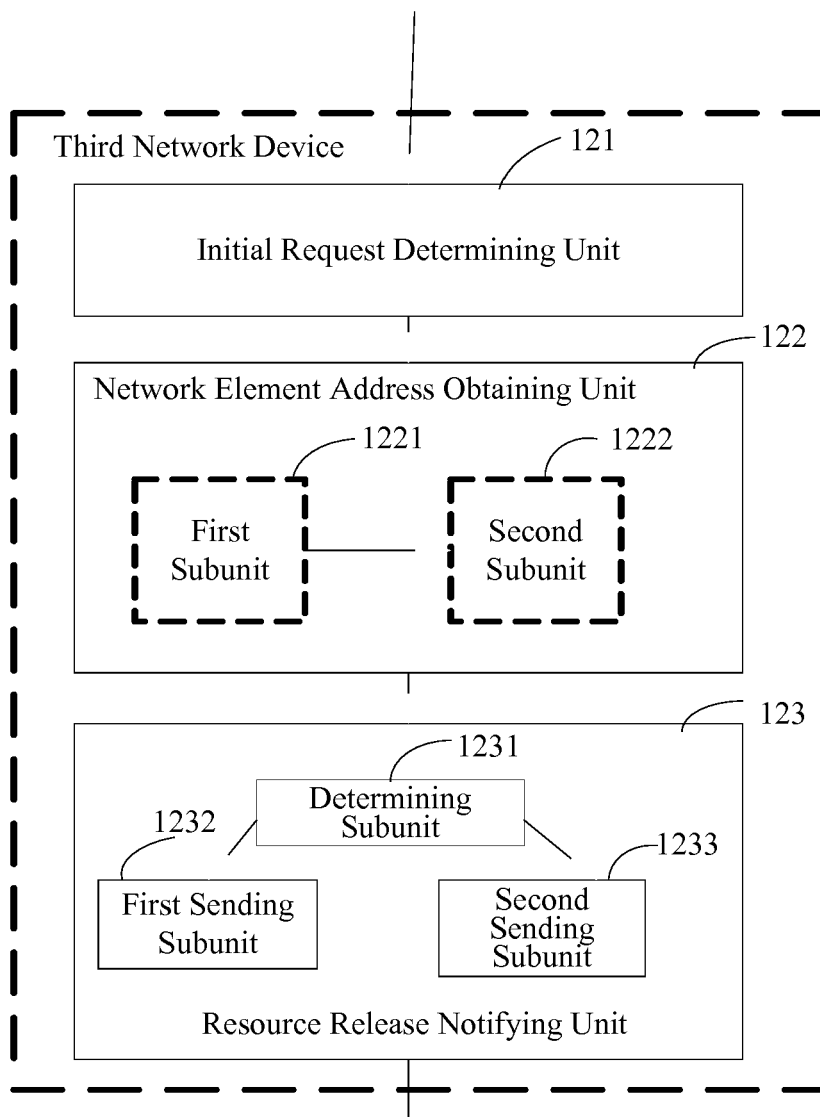 Third Network Device
121
Initial Request Determining Unit
122
Network Element Address Obtaining Unit
1221
1222
First
Subunit
Second
Subunit
123
1231
Determining
Subunit
1232
1233
First Sending
Subunit
Second
Sending
Subunit
Resource Release Notifying Unit